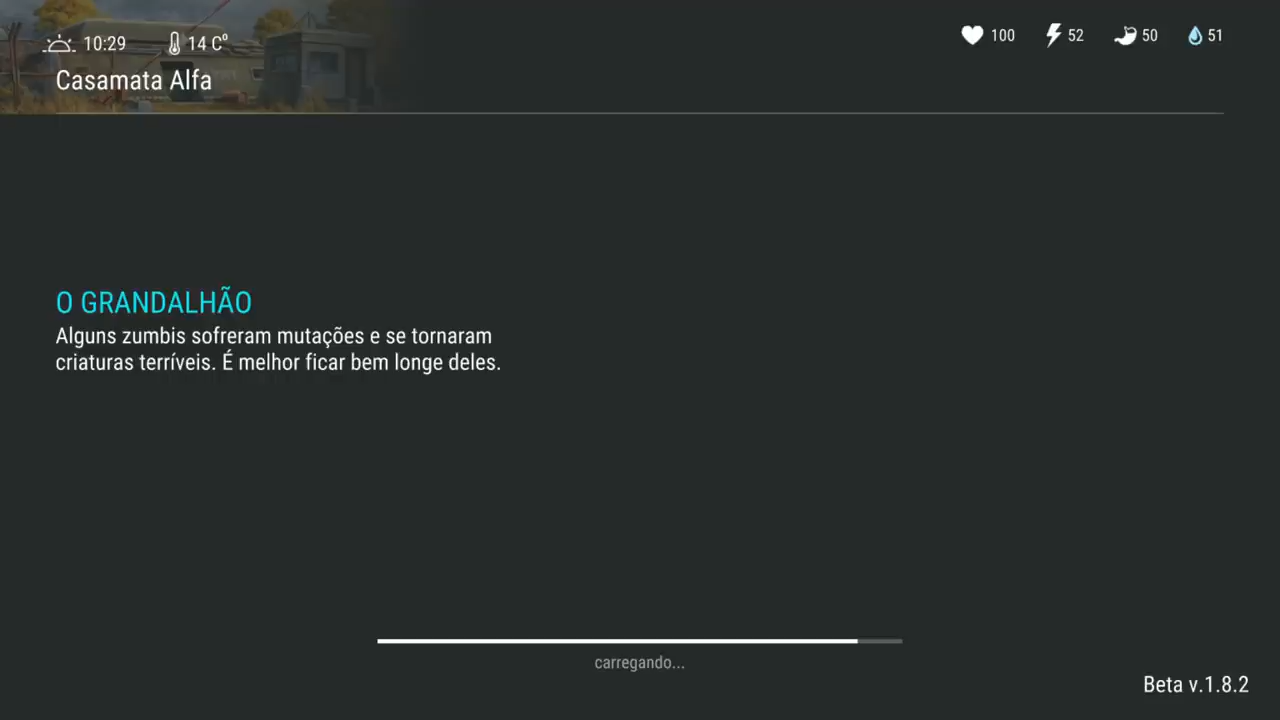 10:29
14 Cº
100
52
50
51
Casamata Alfa
O GRANDALHÃO
Alguns zumbis sofreram mutações e se tornaram
criaturas terríveis. É melhor ficar bem longe deles.
carregando...
Beta v.1.8.2